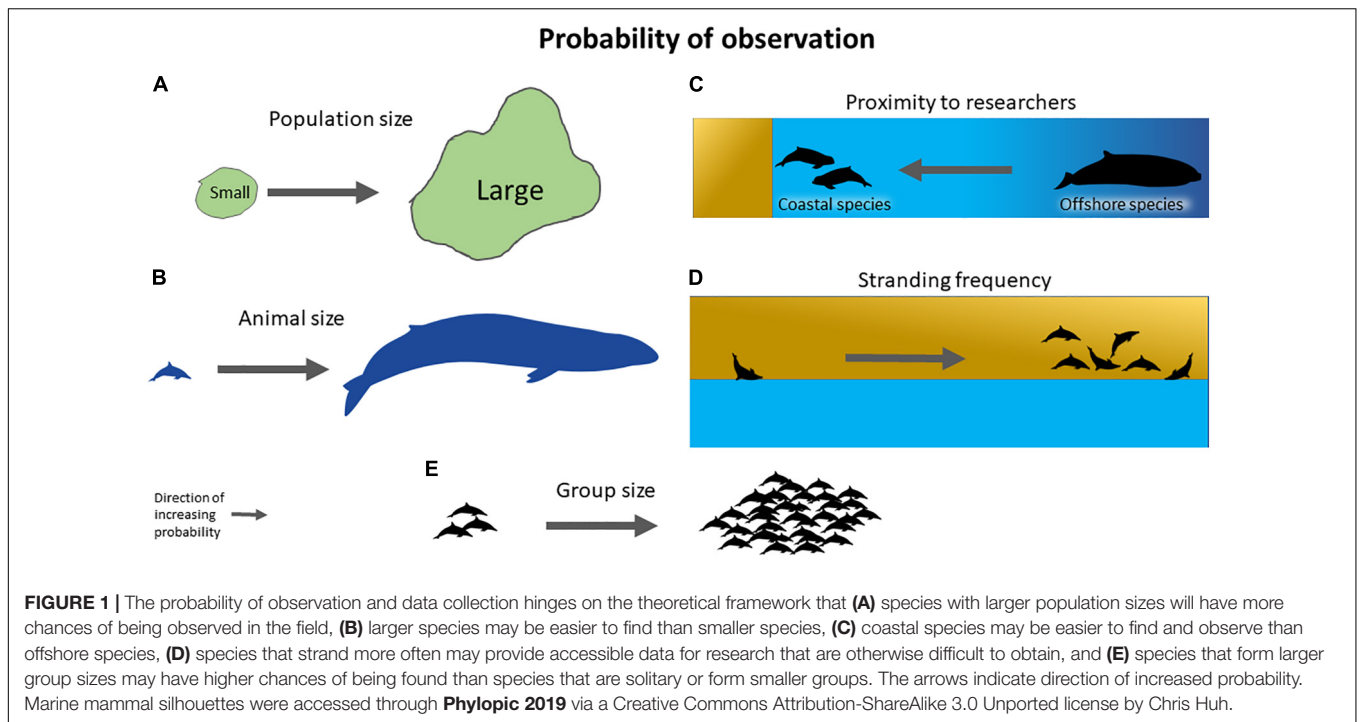 Probability of observation
A
Population size
Small
Large
B
Animal size
C
Proximity to researchers
Coastal species
Offshore species
D
Stranding frequency
E
Group size
Direction of
increasing
probability
FIGURE 1 | The probability of observation and data collection hinges on the theoretical framework that (A) species with larger population sizes will have more
chances of being observed in the field, (B) larger species may be easier to find than smaller species, (C) coastal species may be easier to find and observe than
offshore species, (D) species that strand more often may provide accessible data for research that are otherwise difficult to obtain, and (E) species that form larger
group sizes may have higher chances of being found than species that are solitary or form smaller groups. The arrows indicate direction of increased probability.
Marine mammal silhouettes were accessed through Phylopic 2019 via a Creative Commons Attribution-ShareAlike 3.0 Unported license by Chris Huh.